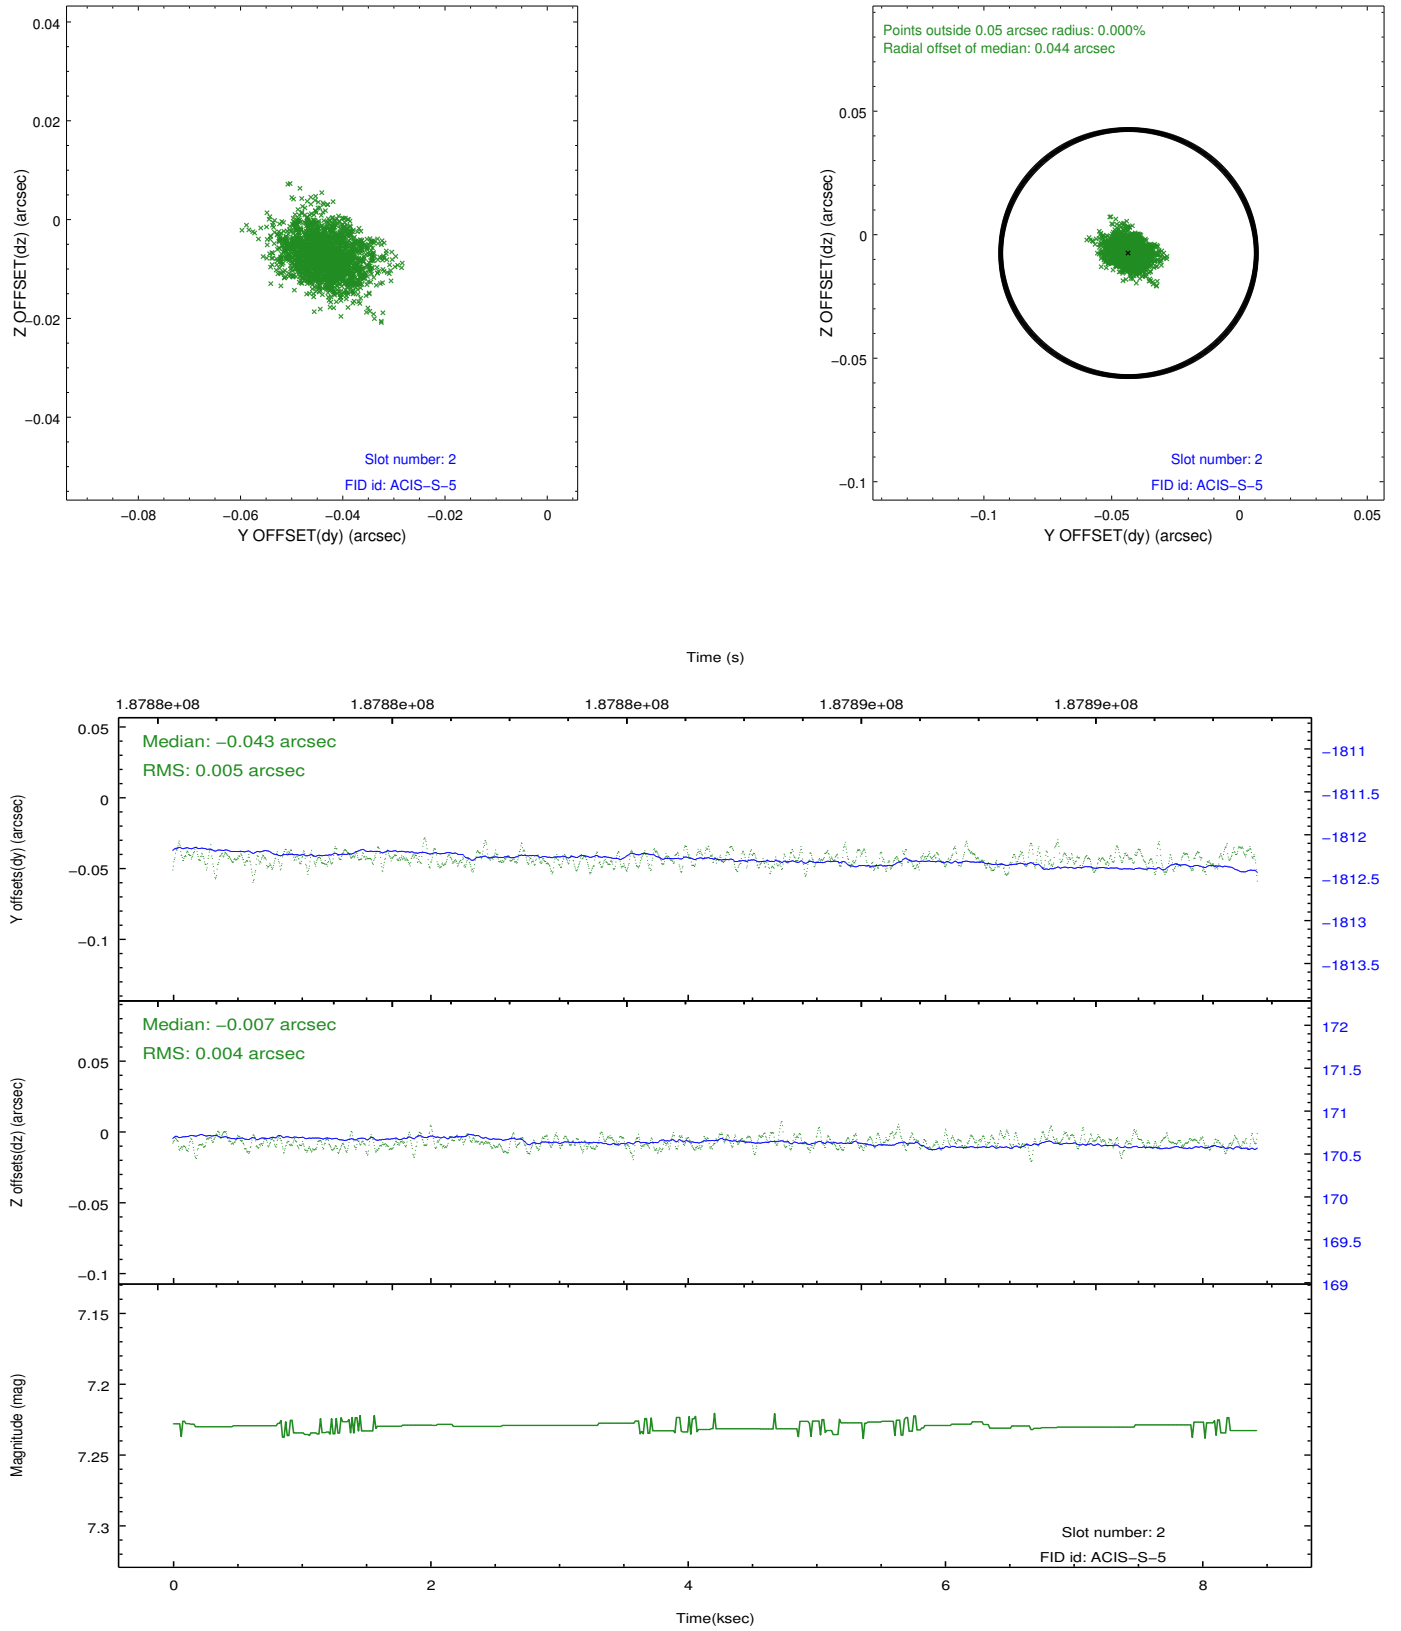 0.04
0.02
0
−0.02
−0.04
Z OFFSET(dz) (arcsec)
Slot number: 2
FID id: ACIS−S−5
−0.08 −0.06 −0.04 −0.02 0
Y OFFSET(dy) (arcsec)
Points outside 0.05 arcsec radius: 0.000%
Radial offset of median: 0.044 arcsec
0.05
0
−0.05
−0.1
Z OFFSET(dz) (arcsec)
Slot number: 2
FID id: ACIS−S−5
−0.1 −0.05 0 0.05
Y OFFSET(dy) (arcsec)
Time (s)
1.8788e+08 1.8788e+08 1.8788e+08 1.8789e+08 1.8789e+08
Median: −0.043 arcsec
RMS: 0.005 arcsec
0.05
0
−0.05
−0.1
Y offsets(dy) (arcsec)
−1811
−1811.5
−1812
−1812.5
−1813
−1813.5
Median: −0.007 arcsec
RMS: 0.004 arcsec
0.05
0
−0.05
−0.1
Z offsets(dz) (arcsec)
172
171.5
171
170.5
170
169.5
169
7.15
7.2
7.25
7.3
Magnitude (mag)
Slot number: 2
FID id: ACIS−S−5
0 2 4 6 8
Time(ksec)